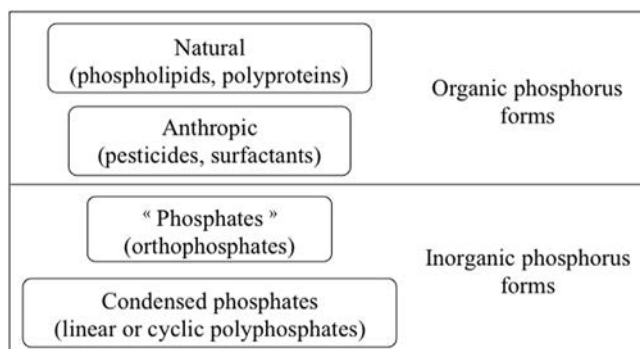 Natural
(phospholipids, polyproteins)
Organic phosphorus
forms
Anthropic
(pesticides, surfactants)
« Phosphates »
(orthophosphates)
Inorganic phosphorus
forms
Condensed phosphates
(linear or cyclic polyphosphates)